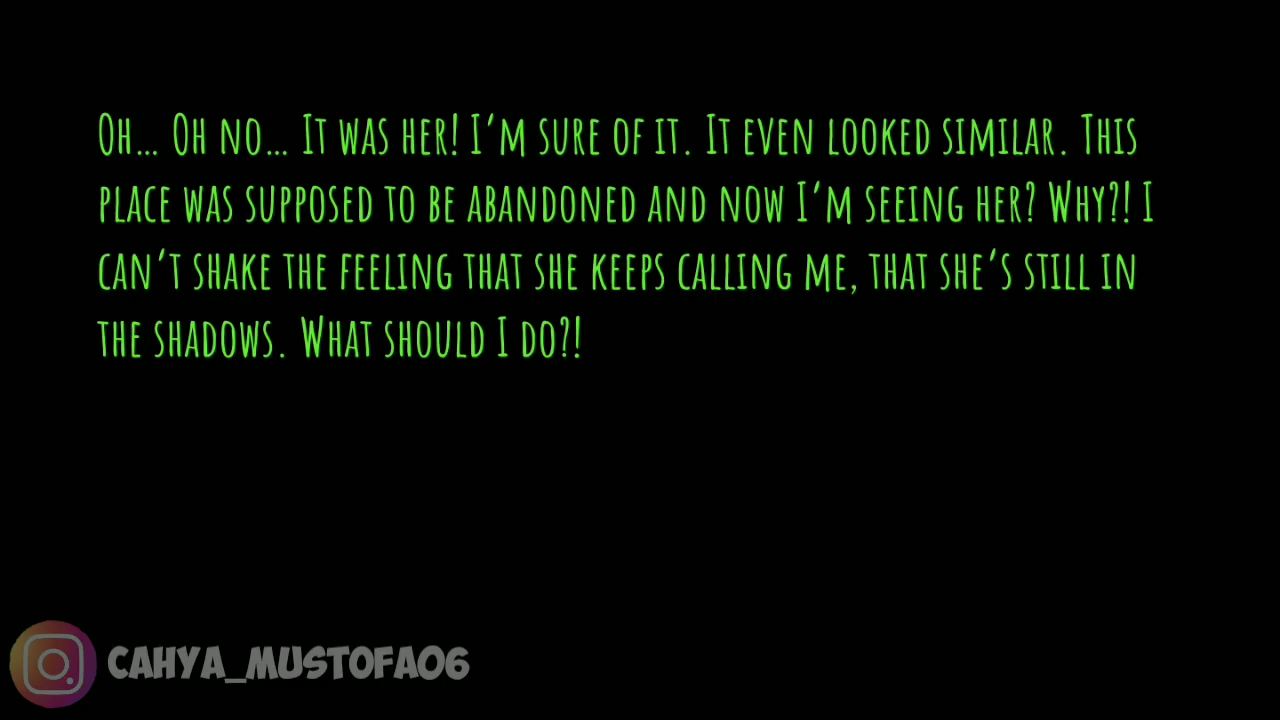 Oh... Oh no... It was her! I'm sure of it. It even looked similar. This
place was supposed to be abandoned and now I'm seeing her? Why?! I
can't shake the feeling that she keeps calling me, that she's still in
the shadows. What should I do?!
CAHYA_MUSTOFA06